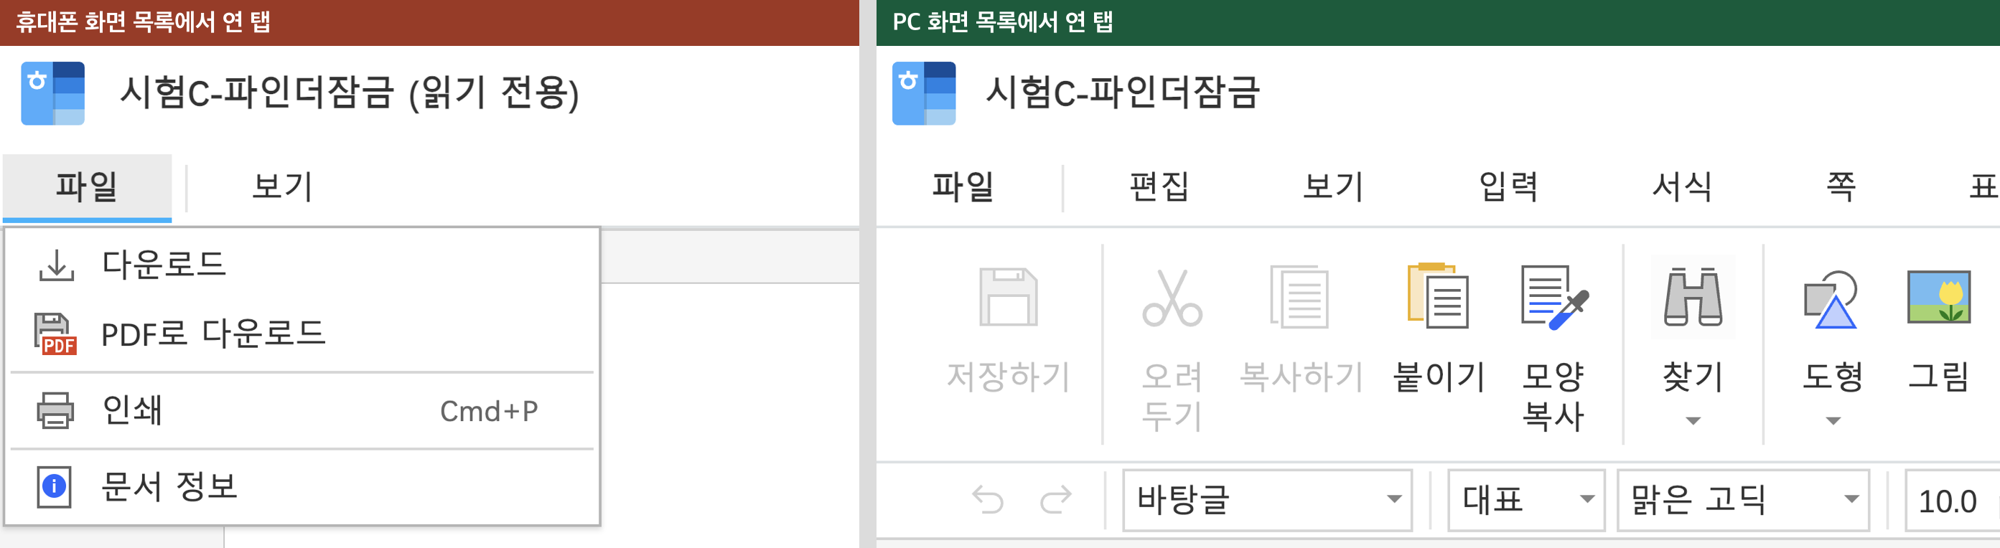 휴대폰 화면 목록에서 연 탭
ㅎ
시험C-파인더잠금 (읽기 전용)
파일 보기
다운로드
PDF로 다운로드
PDF
인쇄 Cmd+P
문서 정보
PC 화면 목록에서 연 탭
ㅎ
시험C-파인더잠금
파일 편집 보기 입력 서식 쪽 표
저장하기 오려 복사하기 붙이기 모양 찾기 도형 그림
두기 복사
바탕글 대표 맑은 고딕 10.0